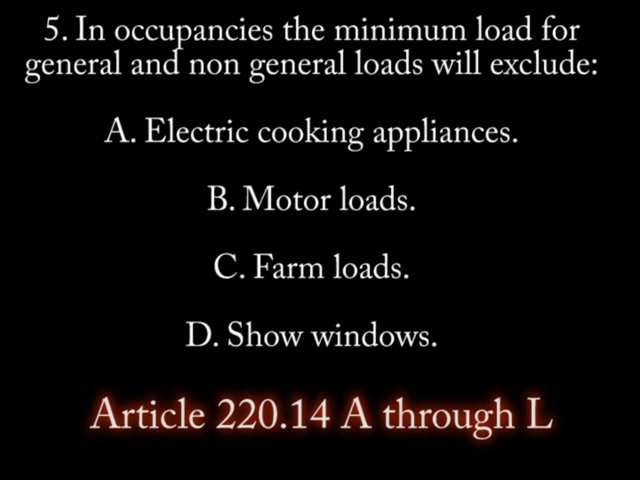 5. In occupancies the minimum load for
general and non general loads will exclude:
A. Electric cooking appliances.
B. Motor loads.
C. Farm loads.
D. Show windows.
Article 220.14 A through L